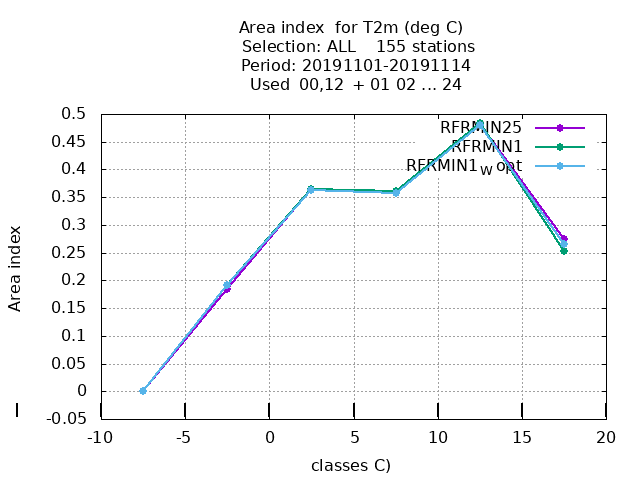 Area index  for T2m (deg C)
Selection: ALL    155 stations
Period: 20191101-20191114
Used  00,12  + 01 02 ... 24
0.5
0.45
0.4
0.35
0.3
0.25
0.2
0.15
0.1
0.05
0
-0.05
-10
-5
0
5
10
15
20
Area index
classes C)
RFRMIN25
RFRMIN1
RFRMIN1W opt